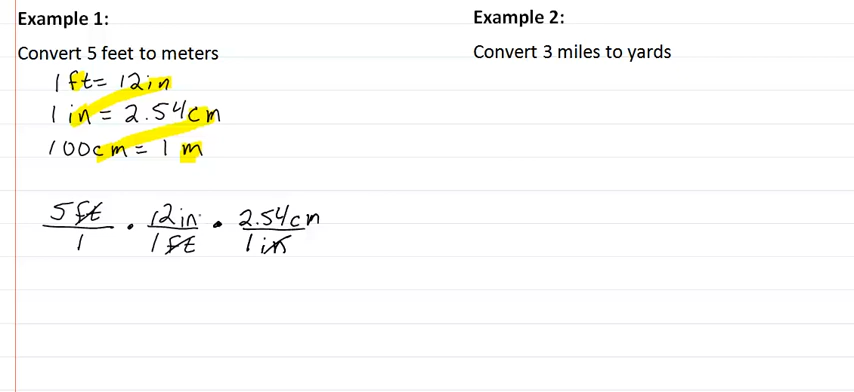 Example 1:
Convert 5 feet to meters
1 ft = 12 in
1 in = 2.54 cm
100 cm = 1 m
5 ft / 1 · 12 in / 1 ft · 2.54 cm / 1 in
Example 2:
Convert 3 miles to yards